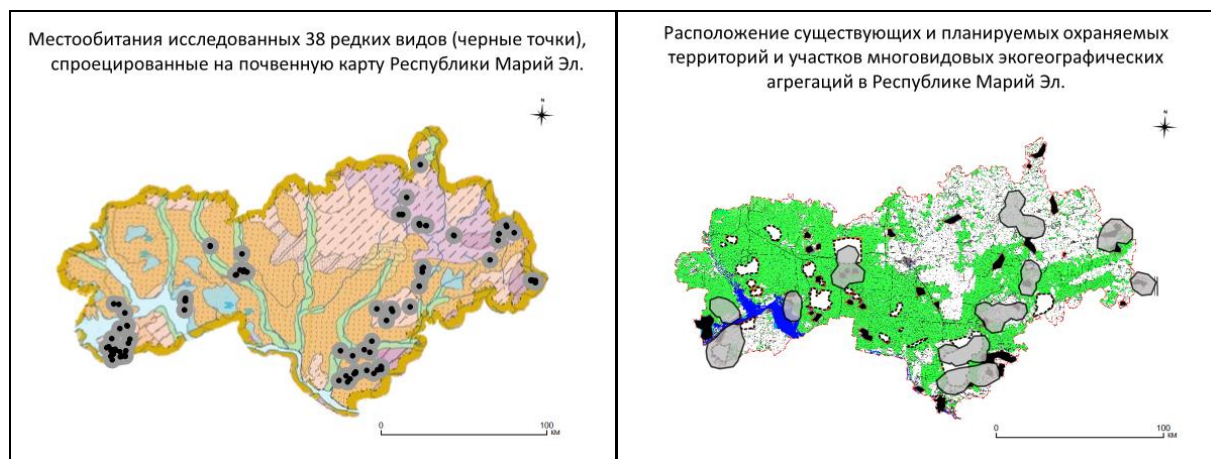 Местообитания исследованных 38 редких видов (черные точки),
спроецированные на почвенную карту Республики Марий Эл.
N
0
100
КМ
Расположение существующих и планируемых охраняемых
территорий и участков многовидовых экогеографических
агрегаций в Республике Марий Эл.
N
0
100
КМ